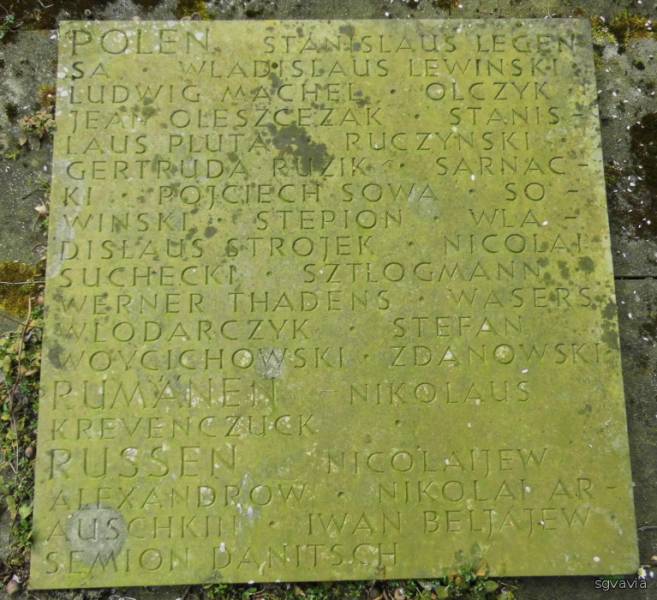 POLEN STANISLAUS LEGEN
SA · WLADISLAUS LEWINSKI
LUDWIG MACHEL · OLCZYK
JEAN OLESZCEZAK · STANIS-
LAUS PLUTA · RUCZYNSKI ·
GERTRUDA RUZIK · SARNAC-
KI · POJCIECH SOWA · SO-
WINSKI · STEPION · WLA-
DISLAUS STROJEK · NICOLAI
SUCHECKI · SZTLOGMANN
WERNER THADENS · WASERS
WLODARCZYK · STEFAN
WOYCICHOWSKI · ZDANOWSKI
RUMÄNEN - NIKOLAUS
KREVENCZUCK
RUSSEN NICOLAIJEW
ALEXANDROW · NIKOLAI AR-
AUSCHKIN · IWAN BELJAJEW
SEMION DANITSCH
sgvavia